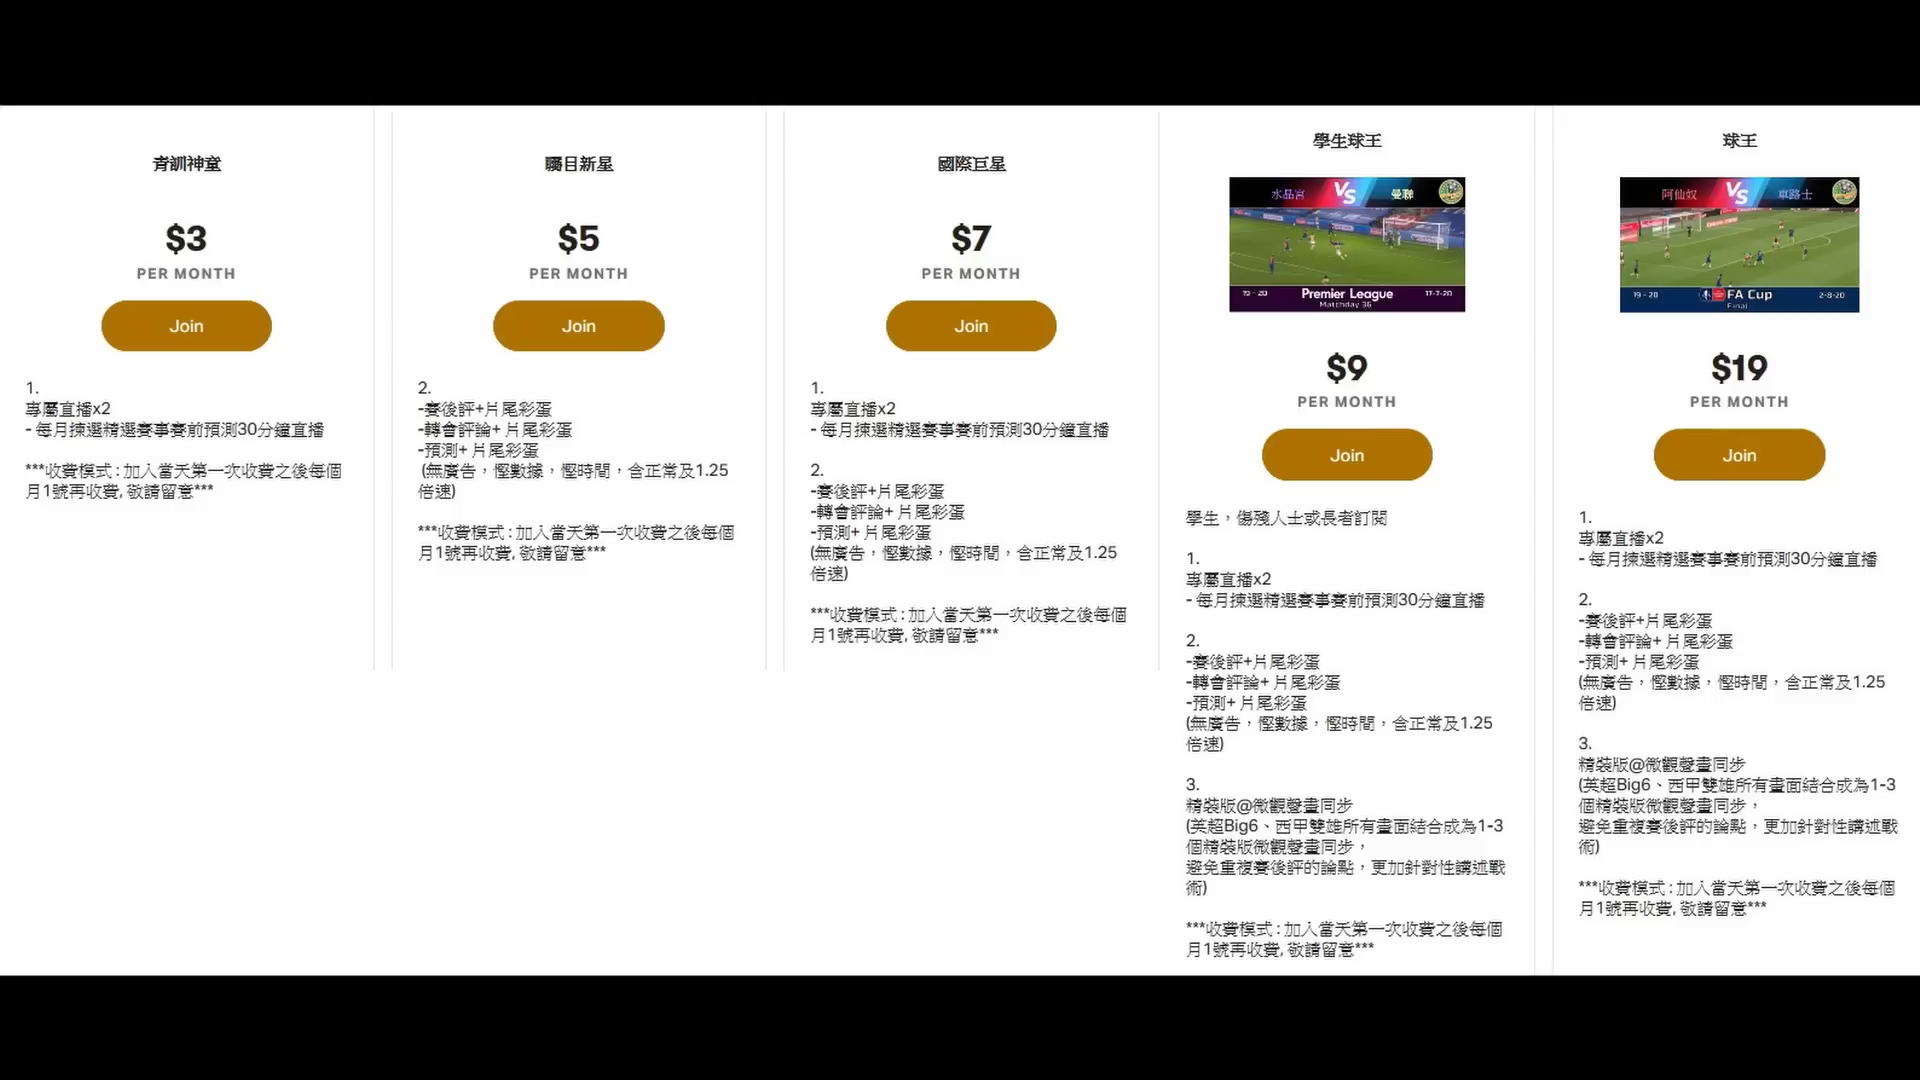 青訓神童
$3
PER MONTH
Join
1.
專屬直播x2
- 每月揀選精選賽事賽前預測30分鐘直播
***收費模式 : 加入當天第一次收費之後每個
月1號再收費, 敬請留意***
矚目新星
$5
PER MONTH
Join
2.
-賽後評+片尾彩蛋
-轉會評論+ 片尾彩蛋
-預測+ 片尾彩蛋
(無廣告，慳數據，慳時間，含正常及1.25
倍速)
***收費模式 : 加入當天第一次收費之後每個
月1號再收費, 敬請留意***
國際巨星
$7
PER MONTH
Join
1.
專屬直播x2
- 每月揀選精選賽事賽前預測30分鐘直播
2.
-賽後評+片尾彩蛋
-轉會評論+ 片尾彩蛋
-預測+ 片尾彩蛋
(無廣告，慳數據，慳時間，含正常及1.25
倍速)
***收費模式 : 加入當天第一次收費之後每個
月1號再收費, 敬請留意***
學生球王
水晶宮 VS 曼聯
19 - 20 Premier League 17-7-20
Matchday 36
$9
PER MONTH
Join
學生，傷殘人士或長者訂閱
1.
專屬直播x2
- 每月揀選精選賽事賽前預測30分鐘直播
2.
-賽後評+片尾彩蛋
-轉會評論+ 片尾彩蛋
-預測+ 片尾彩蛋
(無廣告，慳數據，慳時間，含正常及1.25
倍速)
3.
精裝版@微觀聲畫同步
(英超Big6、西甲雙雄所有畫面結合成為1-3
個精裝版微觀聲畫同步，
避免重複賽後評的論點，更加針對性講述戰
術)
***收費模式 : 加入當天第一次收費之後每個
月1號再收費, 敬請留意***
球王
阿仙奴 VS 車路士
19 - 20 FA Cup 2-8-20
Final
$19
PER MONTH
Join
1.
專屬直播x2
- 每月揀選精選賽事賽前預測30分鐘直播
2.
-賽後評+片尾彩蛋
-轉會評論+ 片尾彩蛋
-預測+ 片尾彩蛋
(無廣告，慳數據，慳時間，含正常及1.25
倍速)
3.
精裝版@微觀聲畫同步
(英超Big6、西甲雙雄所有畫面結合成為1-3
個精裝版微觀聲畫同步，
避免重複賽後評的論點，更加針對性講述戰
術)
***收費模式 : 加入當天第一次收費之後每個
月1號再收費, 敬請留意***